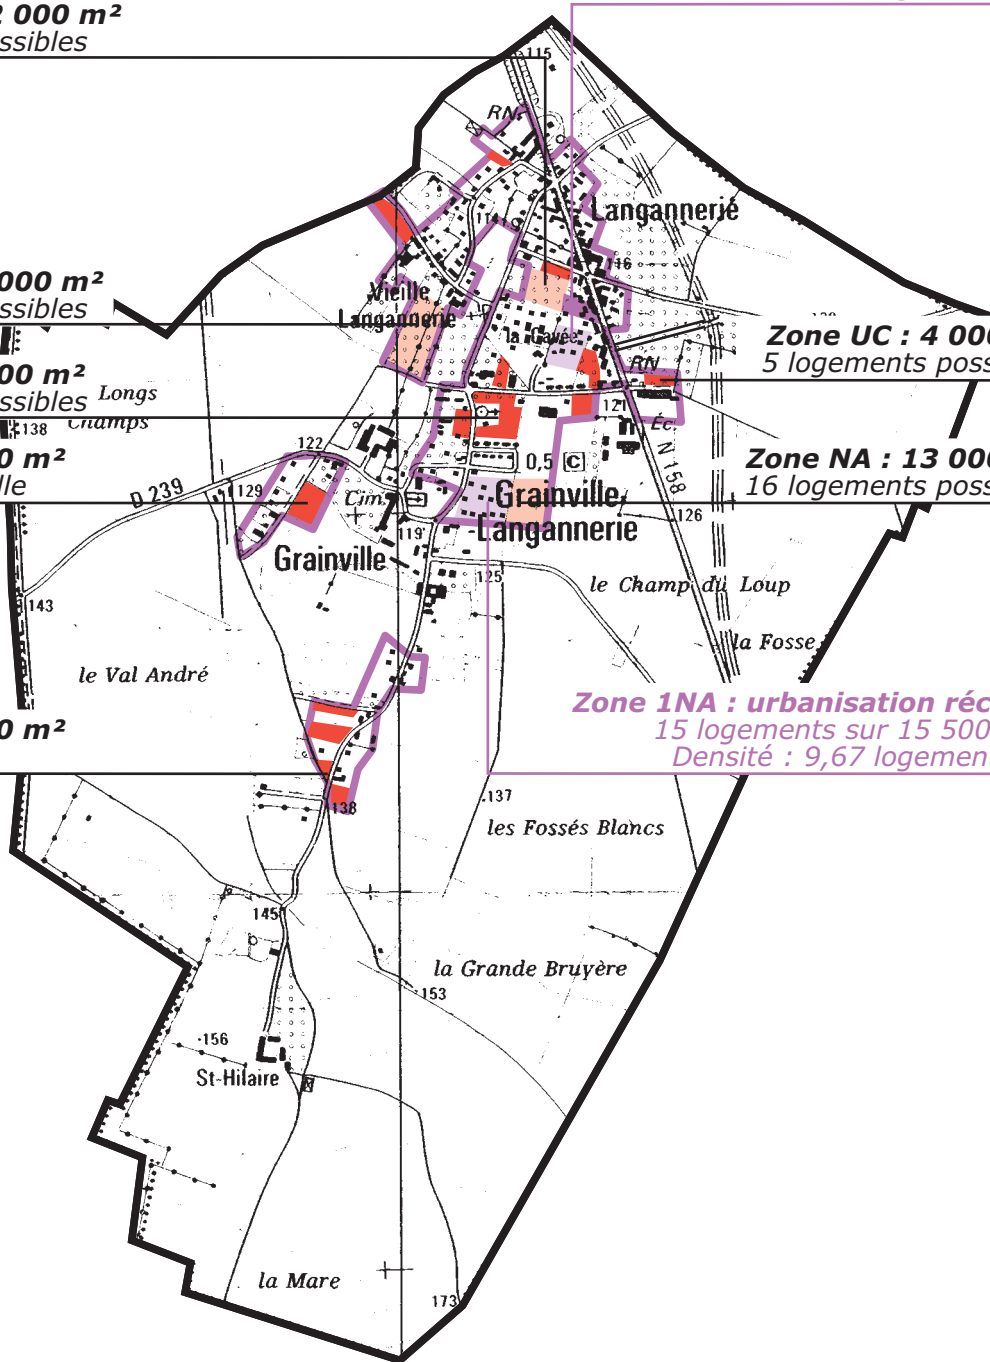 2 000 m²
ssibles
115
RN
Langannerie
114
116
000 m²
ssibles
Vieille
Langannerie
la Cavée
Zone UC : 4 000
5 logements poss
RN
00 m²
ssibles
Longs
Champs
138
121
Éc.
122
0 m²
lle
0,5 C
N 158
Zone NA : 13 000
16 logements poss
D 239
129
Cim.
Grainville
Langannerie
126
119
Grainville
125
le Champ du Loup
143
la Fosse
le Val André
Zone 1NA : urbanisation réc
15 logements sur 15 500
Densité : 9,67 logemen
0 m²
138
137
les Fossés Blancs
145
la Grande Bruyère
153
156
St-Hilaire
la Mare
173